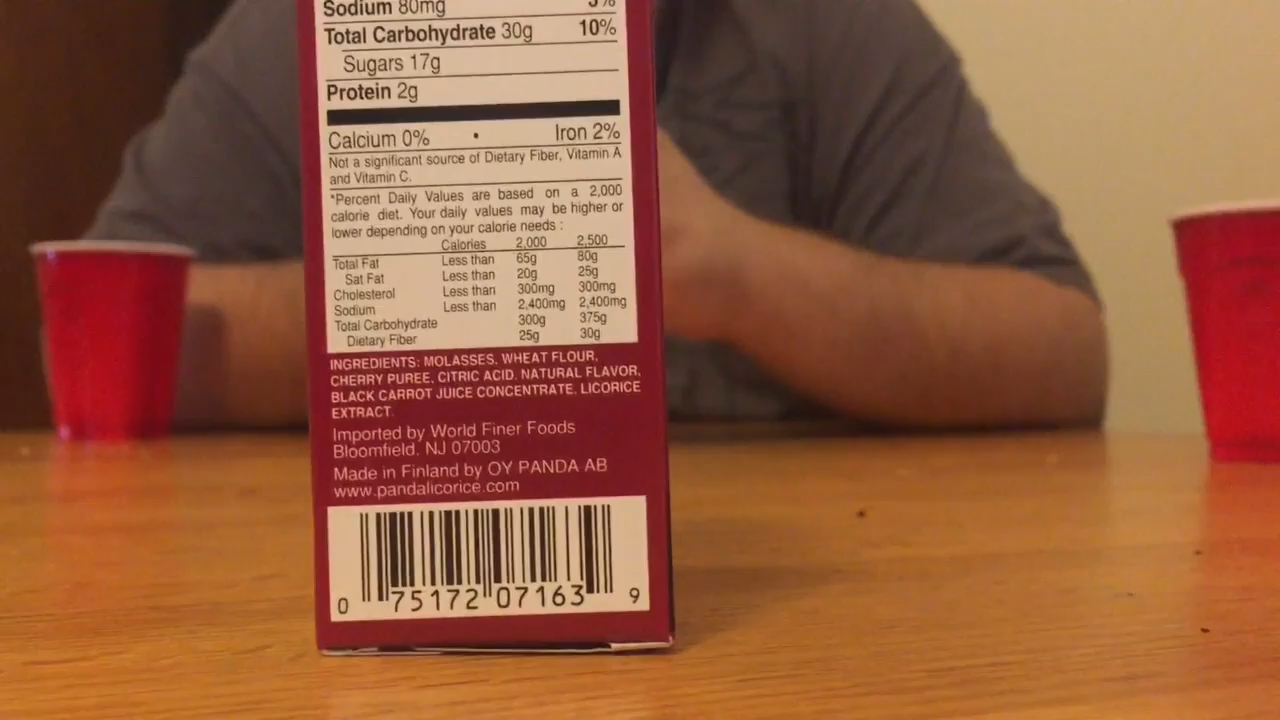 Sodium 80mg 3%
Total Carbohydrate 30g 10%
Sugars 17g
Protein 2g
Calcium 0% • Iron 2%
Not a significant source of Dietary Fiber, Vitamin A
and Vitamin C.
*Percent Daily Values are based on a 2,000
calorie diet. Your daily values may be higher or
lower depending on your calorie needs :
Calories 2,000 2,500
Total Fat Less than 65g 80g
Sat Fat Less than 20g 25g
Cholesterol Less than 300mg 300mg
Sodium Less than 2,400mg 2,400mg
Total Carbohydrate 300g 375g
Dietary Fiber 25g 30g
INGREDIENTS: MOLASSES, WHEAT FLOUR,
CHERRY PUREE, CITRIC ACID, NATURAL FLAVOR,
BLACK CARROT JUICE CONCENTRATE, LICORICE
EXTRACT.
Imported by World Finer Foods
Bloomfield, NJ 07003
Made in Finland by OY PANDA AB
www.pandalicorice.com
0 75172 07163 9